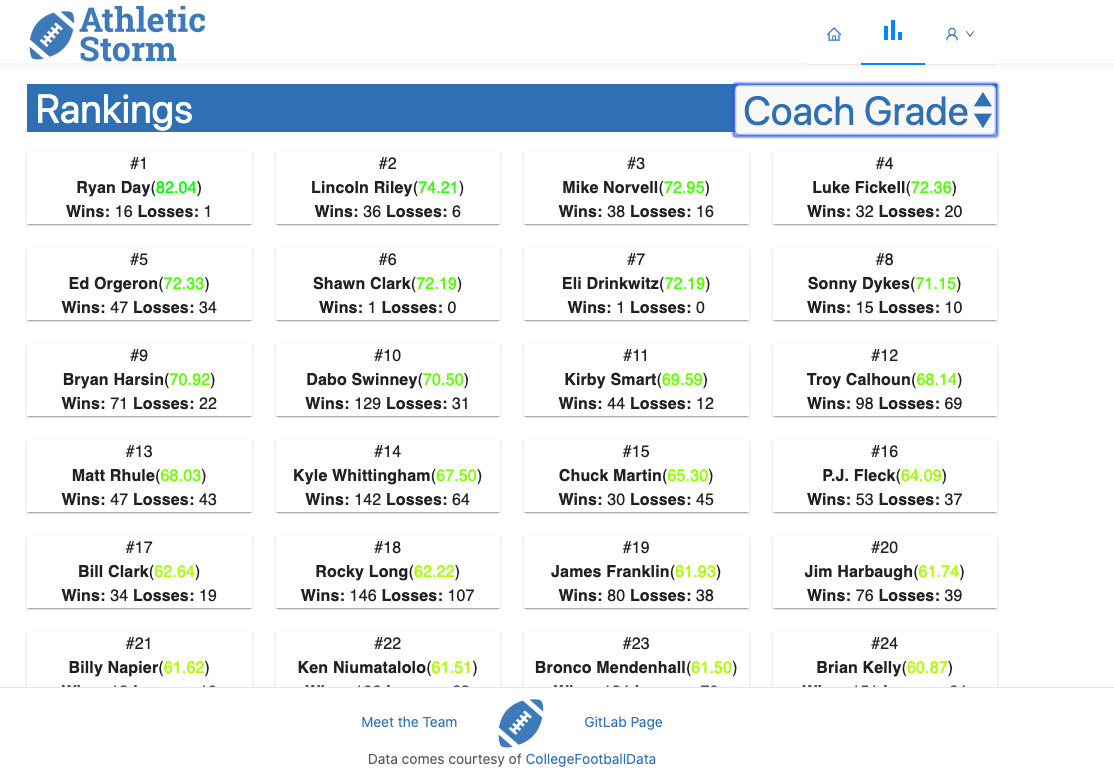 Athletic
Storm
Rankings
Coach Grade
#1
Ryan Day(82.04)
Wins: 16 Losses: 1
#2
Lincoln Riley(74.21)
Wins: 36 Losses: 6
#3
Mike Norvell(72.95)
Wins: 38 Losses: 16
#4
Luke Fickell(72.36)
Wins: 32 Losses: 20
#5
Ed Orgeron(72.33)
Wins: 47 Losses: 34
#6
Shawn Clark(72.19)
Wins: 1 Losses: 0
#7
Eli Drinkwitz(72.19)
Wins: 1 Losses: 0
#8
Sonny Dykes(71.15)
Wins: 15 Losses: 10
#9
Bryan Harsin(70.92)
Wins: 71 Losses: 22
#10
Dabo Swinney(70.50)
Wins: 129 Losses: 31
#11
Kirby Smart(69.59)
Wins: 44 Losses: 12
#12
Troy Calhoun(68.14)
Wins: 98 Losses: 69
#13
Matt Rhule(68.03)
Wins: 47 Losses: 43
#14
Kyle Whittingham(67.50)
Wins: 142 Losses: 64
#15
Chuck Martin(65.30)
Wins: 30 Losses: 45
#16
P.J. Fleck(64.09)
Wins: 53 Losses: 37
#17
Bill Clark(62.64)
Wins: 34 Losses: 19
#18
Rocky Long(62.22)
Wins: 146 Losses: 107
#19
James Franklin(61.93)
Wins: 80 Losses: 38
#20
Jim Harbaugh(61.74)
Wins: 76 Losses: 39
#21
Billy Napier(61.62)
#22
Ken Niumatalolo(61.51)
#23
Bronco Mendenhall(61.50)
#24
Brian Kelly(60.87)
Meet the Team
GitLab Page
Data comes courtesy of CollegeFootballData